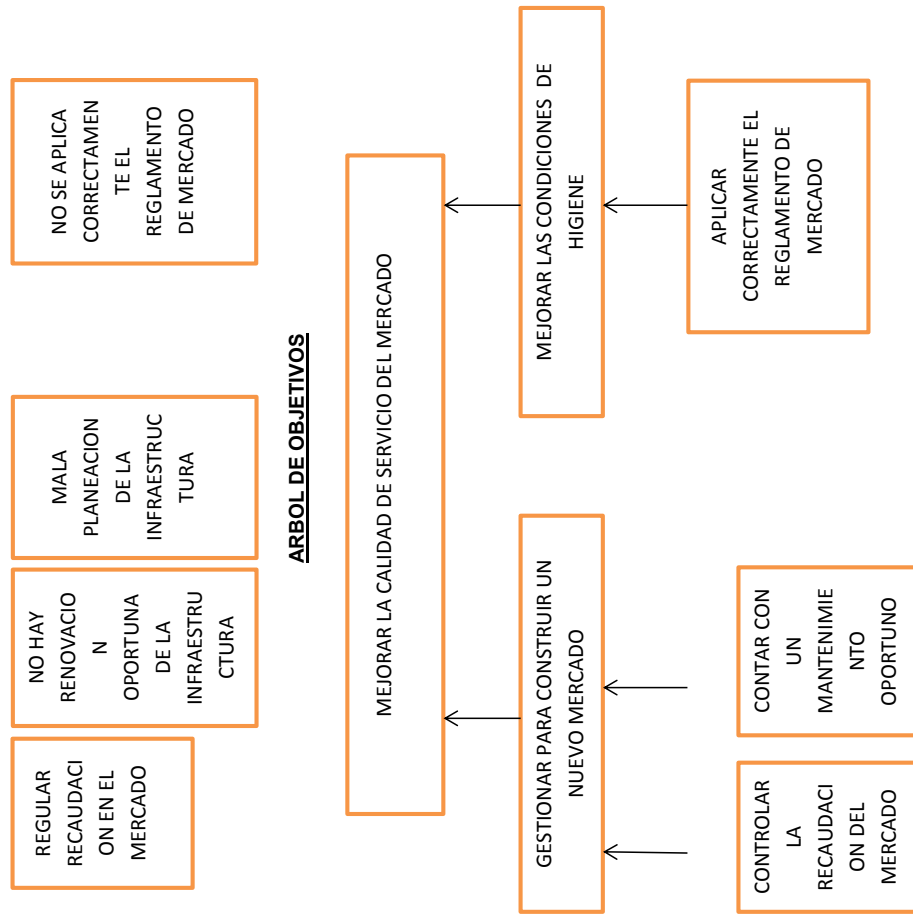 REGULAR
RECAUDACI
ON EN EL
MERCADO
NO HAY
RENOVACIO
N
OPORTUNA
DE LA
INFRAESTRU
CTURA
MALA
PLANEACION
DE LA
INFRAESTRUC
TURA
NO SE APLICA
CORRECTAMEN
TE EL
REGLAMENTO
DE MERCADO
ARBOL DE OBJETIVOS
MEJORAR LA CALIDAD DE SERVICIO DEL MERCADO
GESTIONAR PARA CONSTRUIR UN
NUEVO MERCADO
MEJORAR LAS CONDICIONES DE
HIGIENE
CONTROLAR
LA
RECAUDACI
ON DEL
MERCADO
CONTAR CON
UN
MANTENIMIE
NTO
OPORTUNO
APLICAR
CORRECTAMENTE EL
REGLAMENTO DE
MERCADO